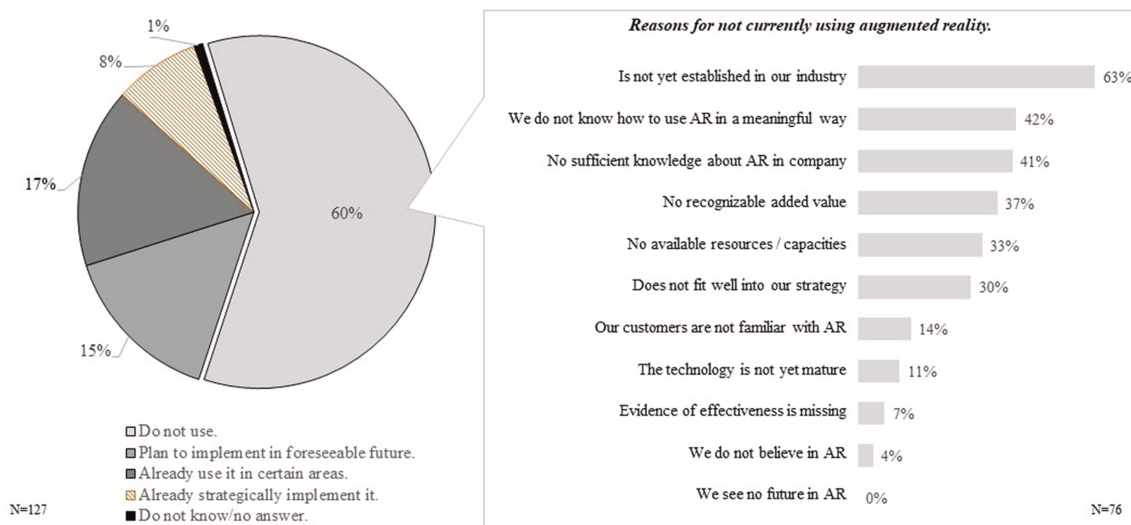 1%
8%
17%
15%
60%
Do not use.
Plan to implement in foreseeable future.
Already use it in certain areas.
Already strategically implement it.
Do not know/no answer.
N=127
Reasons for not currently using augmented reality.
Is not yet established in our industry 63%
We do not know how to use AR in a meaningful way 42%
No sufficient knowledge about AR in company 41%
No recognizable added value 37%
No available resources / capacities 33%
Does not fit well into our strategy 30%
Our customers are not familiar with AR 14%
The technology is not yet mature 11%
Evidence of effectiveness is missing 7%
We do not believe in AR 4%
We see no future in AR 0%
N=76